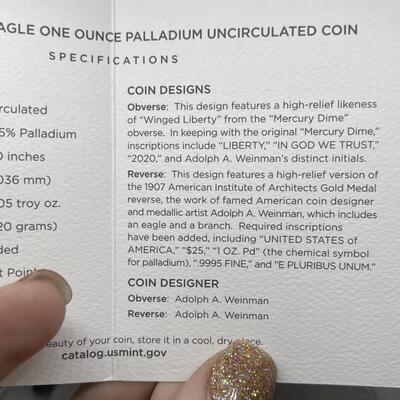 AGLE ONE OUNCE PALLADIUM UNCIRCULATED COIN
SPECIFICATIONS
rculated
5% Palladium
0 inches
036 mm)
05 troy oz.
20 grams)
ded
t Point
COIN DESIGNS
Obverse: This design features a high-relief likeness
of “Winged Liberty” from the “Mercury Dime”
obverse. In keeping with the original “Mercury Dime,”
inscriptions include “LIBERTY,” “IN GOD WE TRUST,”
“2020,” and Adolph A. Weinman’s distinct initials.
Reverse: This design features a high-relief version of
the 1907 American Institute of Architects Gold Medal
reverse, the work of famed American coin designer
and medallic artist Adolph A. Weinman, which includes
an eagle and a branch. Required inscriptions
have been added, including “UNITED STATES of
AMERICA,” “$25,” “1 OZ. Pd” (the chemical symbol
for palladium), “.9995 FINE,” and “E PLURIBUS UNUM.”
COIN DESIGNER
Obverse: Adolph A. Weinman
Reverse: Adolph A. Weinman
eauty of your coin, store it in a cool, dry place.
catalog.usmint.gov